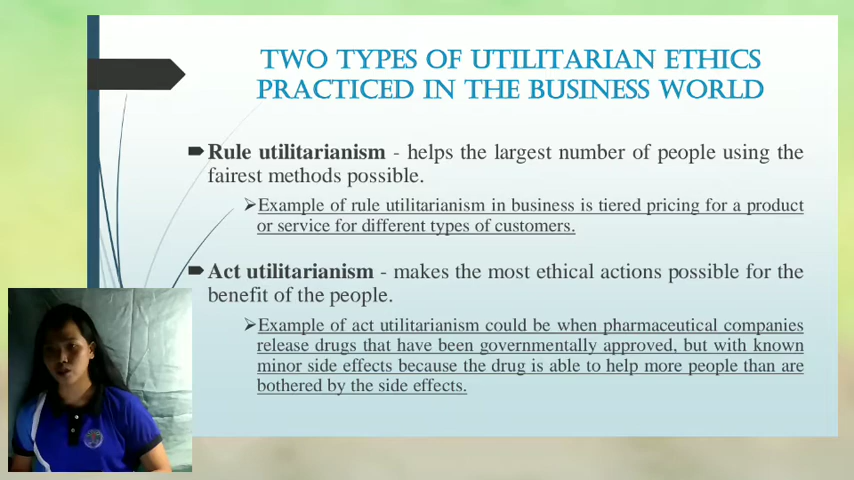 TWO TYPES OF UTILITARIAN ETHICS
PRACTICED IN THE BUSINESS WORLD
Rule utilitarianism - helps the largest number of people using the
fairest methods possible.
Example of rule utilitarianism in business is tiered pricing for a product
or service for different types of customers.
Act utilitarianism - makes the most ethical actions possible for the
benefit of the people.
Example of act utilitarianism could be when pharmaceutical companies
release drugs that have been governmentally approved, but with known
minor side effects because the drug is able to help more people than are
bothered by the side effects.